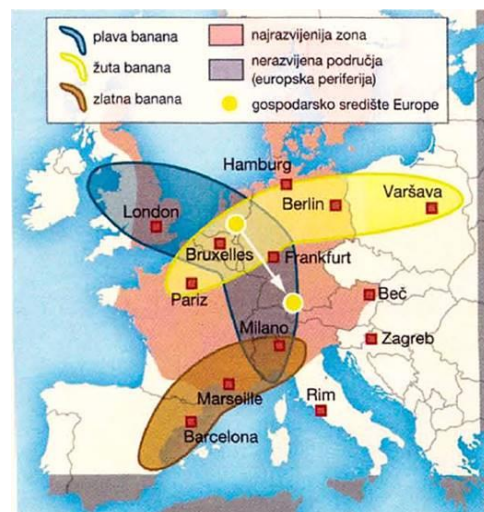 plava banana
žuta banana
zlatna banana
najrazvijenija zona
nerazvijena područja
(europska periferija)
gospodarsko središte Europe
Hamburg
London
Berlin
Varšava
Bruxelles
Frankfurt
Pariz
Beč
Milano
Zagreb
Marseille
Rim
Barcelona